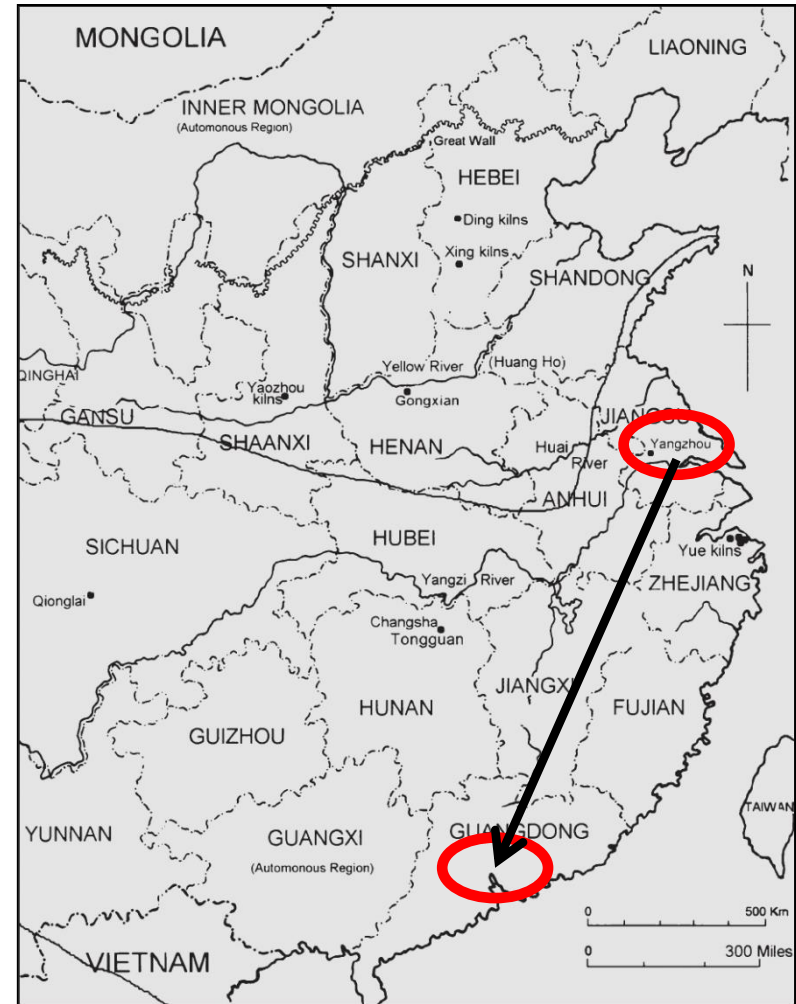 MONGOLIA
LIAONING
INNER MONGOLIA
(Automonous Region)
Great Wall
HEBEI
Ding kilns
Xing kilns
SHANXI
SHANDONG
N
QINGHAI
Yellow River
(Huang Ho)
Yaozhou
kilns
Gongxian
GANSU
JIANGSU
SHAANXI
HENAN
Huai
River
Yangzhou
ANHUI
SICHUAN
HUBEI
Yue kilns
Yangzi River
ZHEJIANG
Qionglai
Changsha
Tongguan
JIANGXI
HUNAN
FUJIAN
GUIZHOU
TAIWAN
YUNNAN
GUANGXI
(Automonous Region)
GUANGDONG
0 500 Km
0 300 Miles
VIETNAM